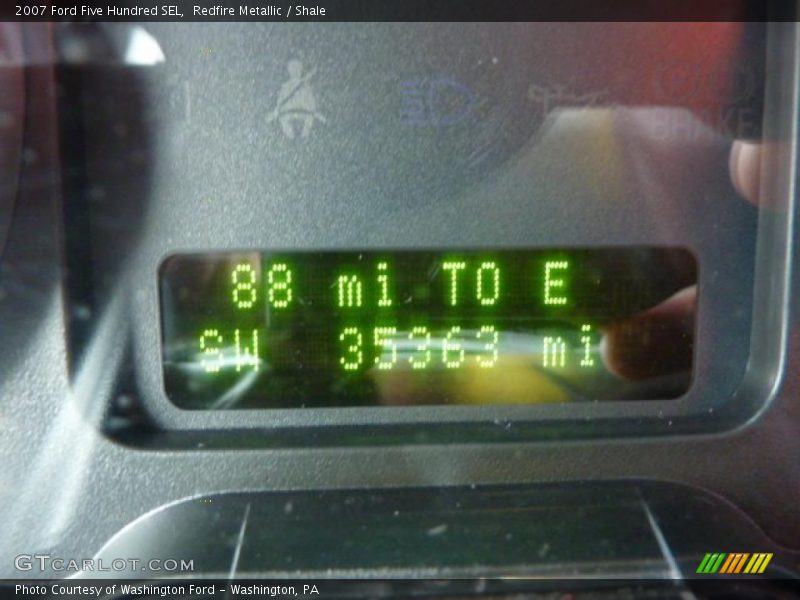 2007 Ford Five Hundred SEL, Redfire Metallic / Shale
BRAKE
88 mi TO E
SW 35363 mi
GTCARLOT.COM
Photo Courtesy of Washington Ford - Washington, PA